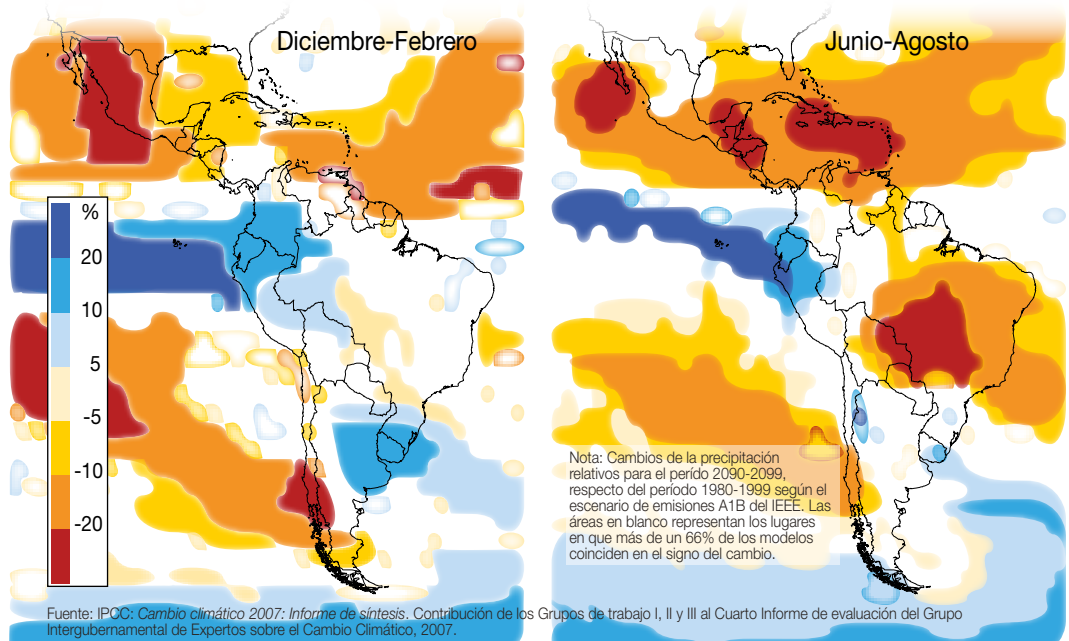 Diciembre-Febrero
Junio-Agosto
%
20
10
5
-5
-10
-20
Nota: Cambios de la precipitación
relativos para el perído 2090-2099,
respecto del período 1980-1999 según el
escenario de emisiones A1B del IEEE. Las
áreas en blanco representan los lugares
en que más de un 66% de los modelos
coinciden en el signo del cambio.
Fuente: IPCC: Cambio climático 2007: Informe de síntesis. Contribución de los Grupos de trabajo I, II y III al Cuarto Informe de evaluación del Grupo
Intergubernamental de Expertos sobre el Cambio Climático, 2007.